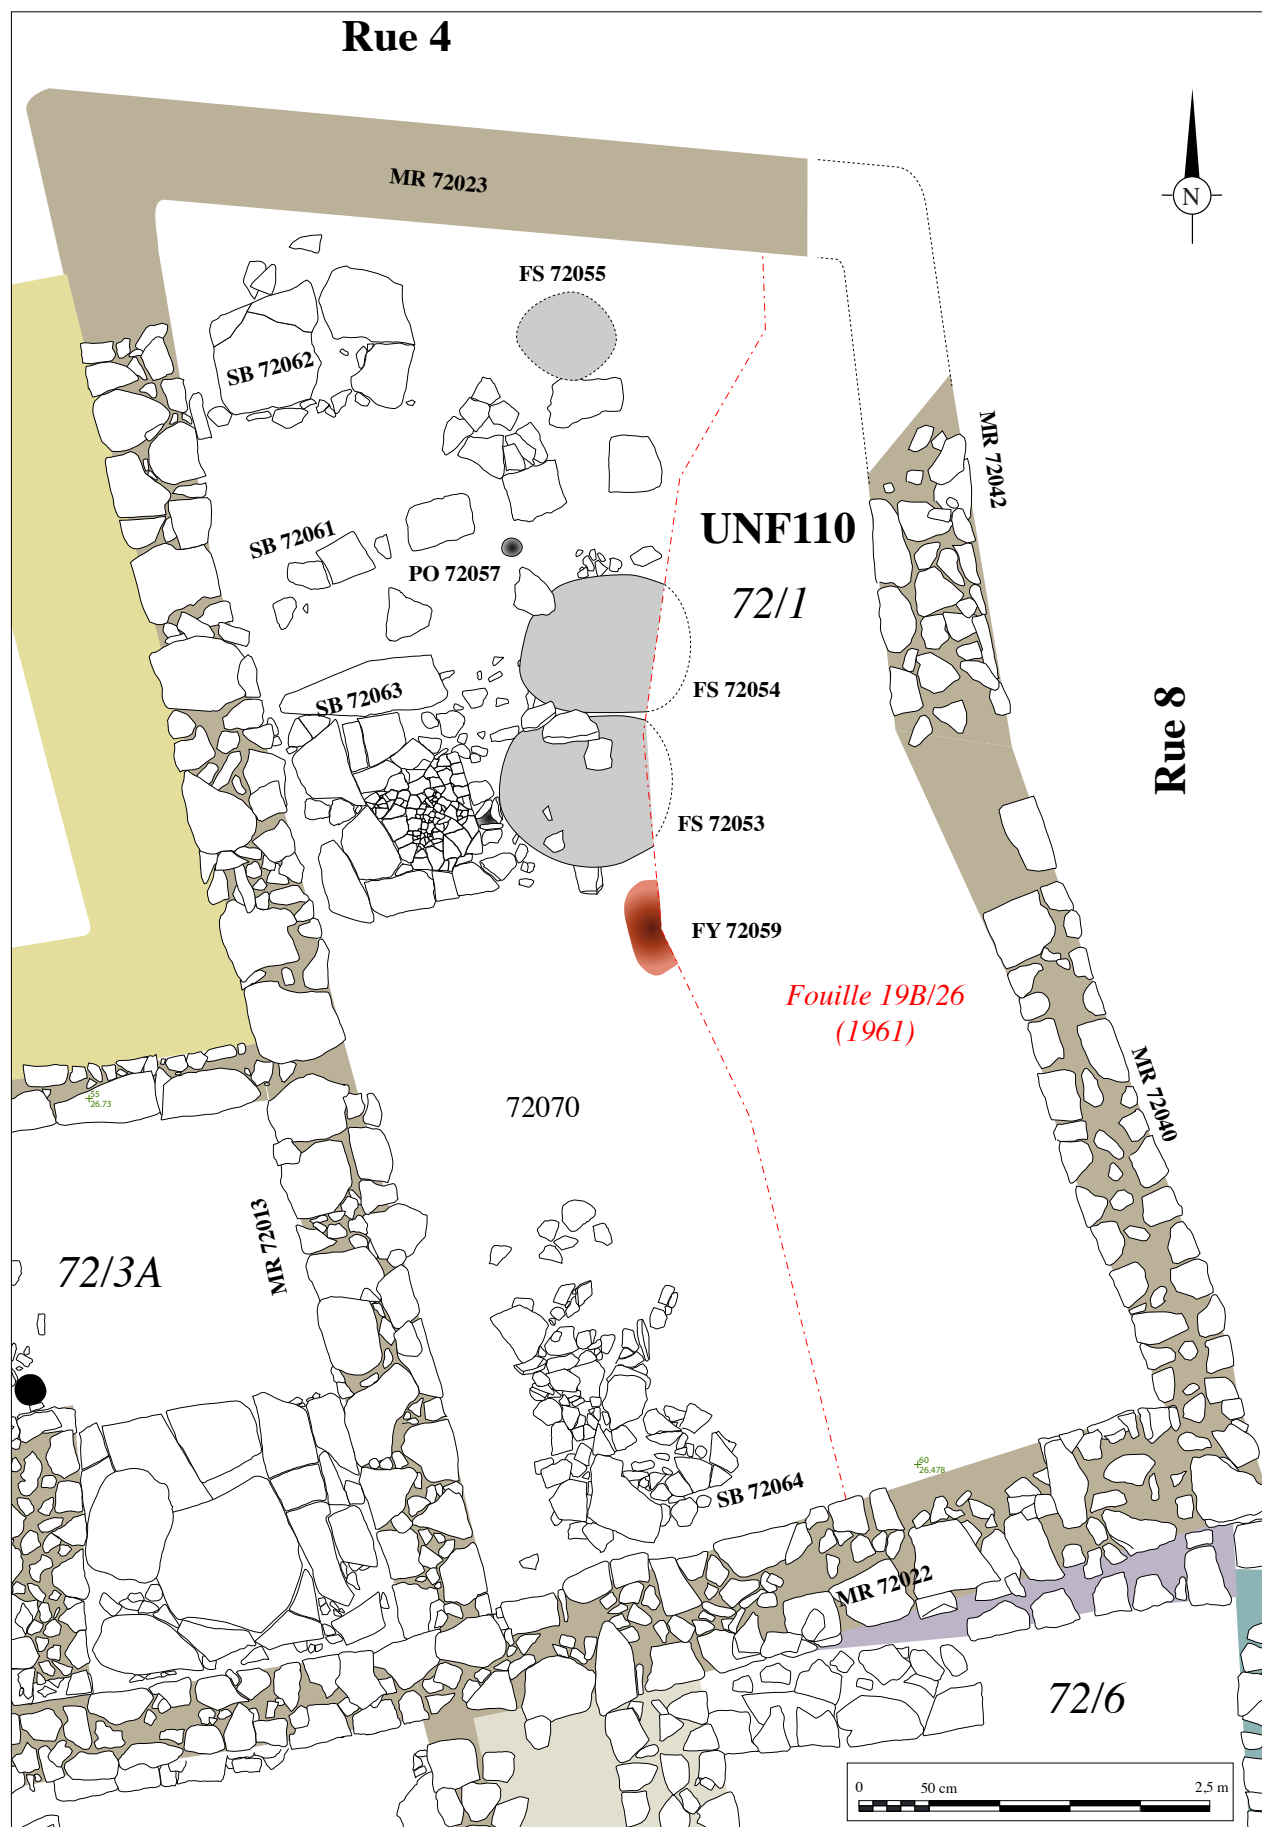 Rue 4
MR 72023
N
FS 72055
SB 72062
MR 72042
SB 72061
UNF110
PO 72057
72/1
FS 72054
SB 72063
Rue 8
FS 72053
FY 72059
Fouille 19B/26
(1961)
55
26.73
72070
MR 72040
MR 72013
72/3A
60
26.478
SB 72064
MR 72022
72/6
0 50 cm 2,5 m